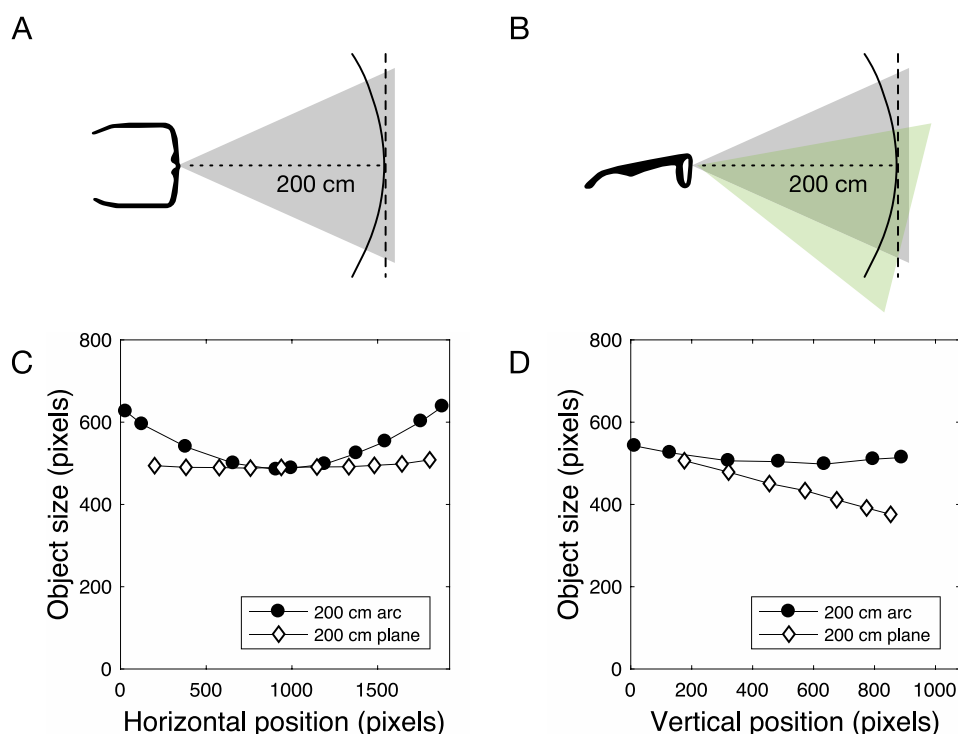 A
B
200 cm
200 cm
C
800
600
400
200
0
Object size (pixels)
200 cm arc
200 cm plane
0
500
1000
1500
Horizontal position (pixels)
D
800
600
400
200
0
Object size (pixels)
200 cm arc
200 cm plane
0
200
400
600
800
1000
Vertical position (pixels)